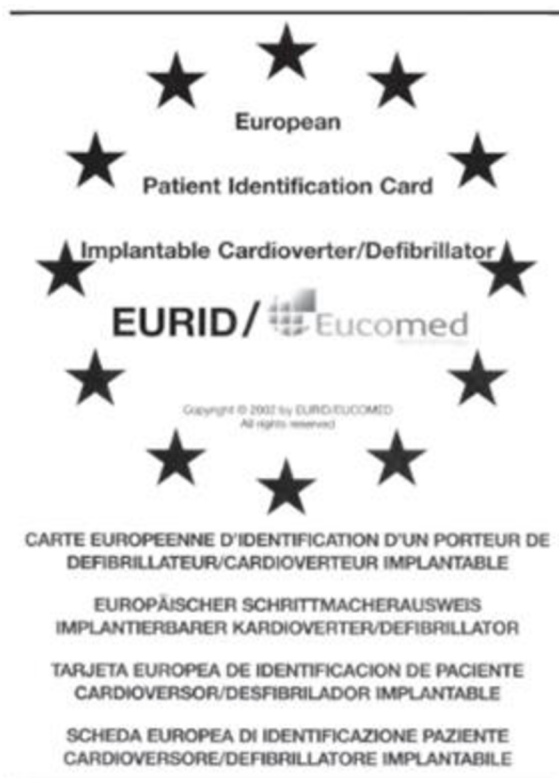 European
Patient Identification Card
Implantable Cardioverter/Defibrillator
EURID/ Eucomed
Copyright © 2002 by EURID/EUCOMED
All rights reserved
CARTE EUROPEENNE D'IDENTIFICATION D'UN PORTEUR DE
DEFIBRILLATEUR/CARDIOVERTEUR IMPLANTABLE
EUROPÄISCHER SCHRITTMACHERAUSWEIS
IMPLANTIERBARER KARDIOVERTER/DEFIBRILLATOR
TARJETA EUROPEA DE IDENTIFICACION DE PACIENTE
CARDIOVERSOR/DESFIBRILADOR IMPLANTABLE
SCHEDA EUROPEA DI IDENTIFICAZIONE PAZIENTE
CARDIOVERSORE/DEFIBRILLATORE IMPLANTABILE